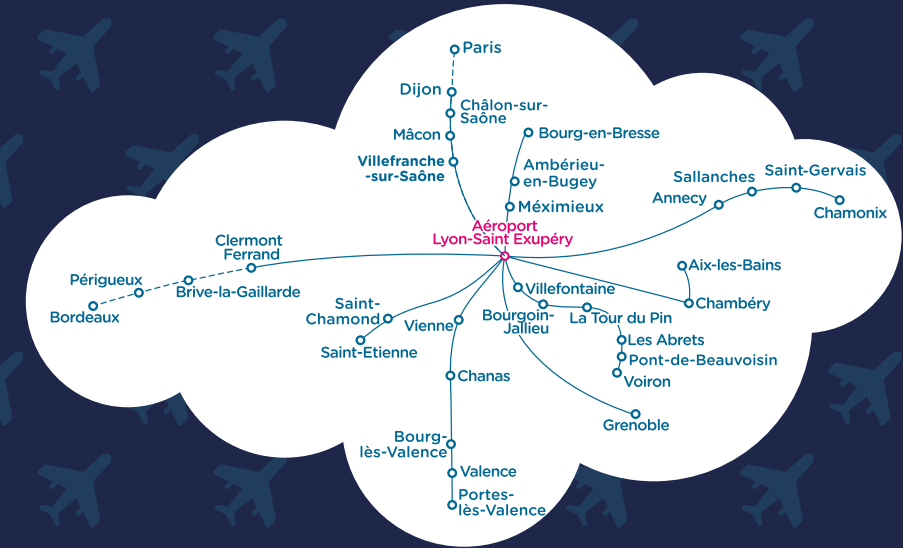 Paris
Dijon
Châlon-sur-
Saône
Mâcon
Bourg-en-Bresse
Villefranche
-sur-Saône
Ambérieu-
en-Bugey
Méximieux
Sallanches
Saint-Gervais
Annecy
Chamonix
Aéroport
Lyon-Saint Exupéry
Clermont
Ferrand
Périgueux
Brive-la-Gaillarde
Bordeaux
Aix-les-Bains
Chambéry
Villefontaine
Bourgoin-
Jallieu
La Tour du Pin
Saint-
Chamond
Saint-Etienne
Vienne
Les Abrets
Pont-de-Beauvoisin
Voiron
Chanas
Grenoble
Bourg-
lès-Valence
Valence
Portes-
lès-Valence